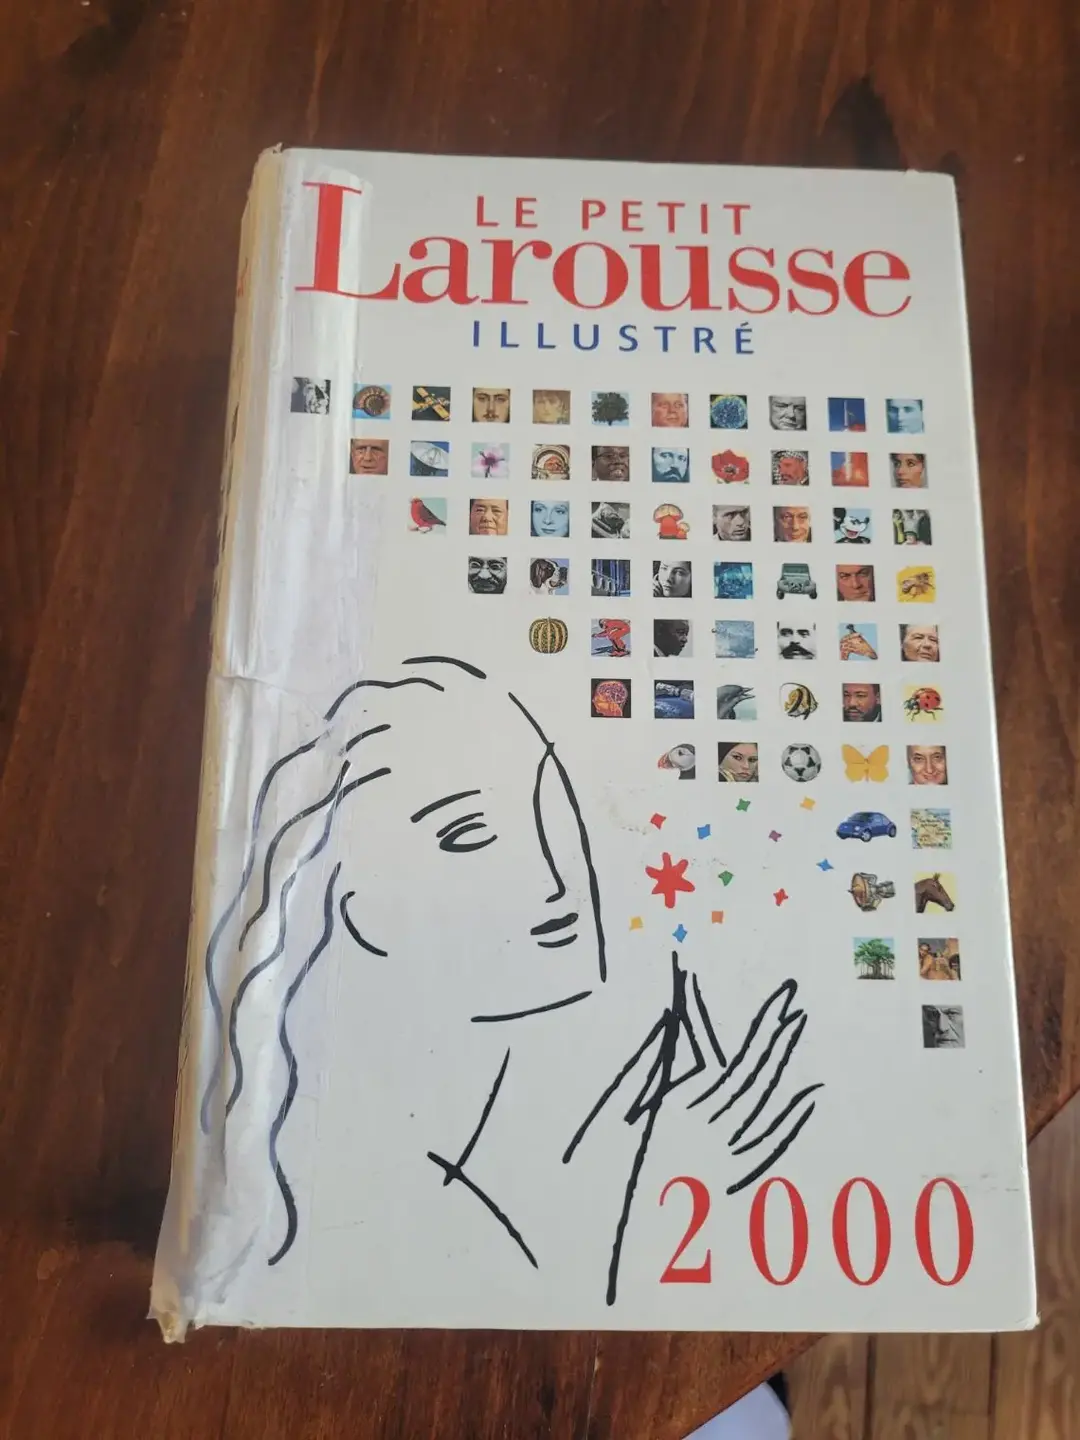 LE PETIT
Larousse
ILLUSTRÉ
2000